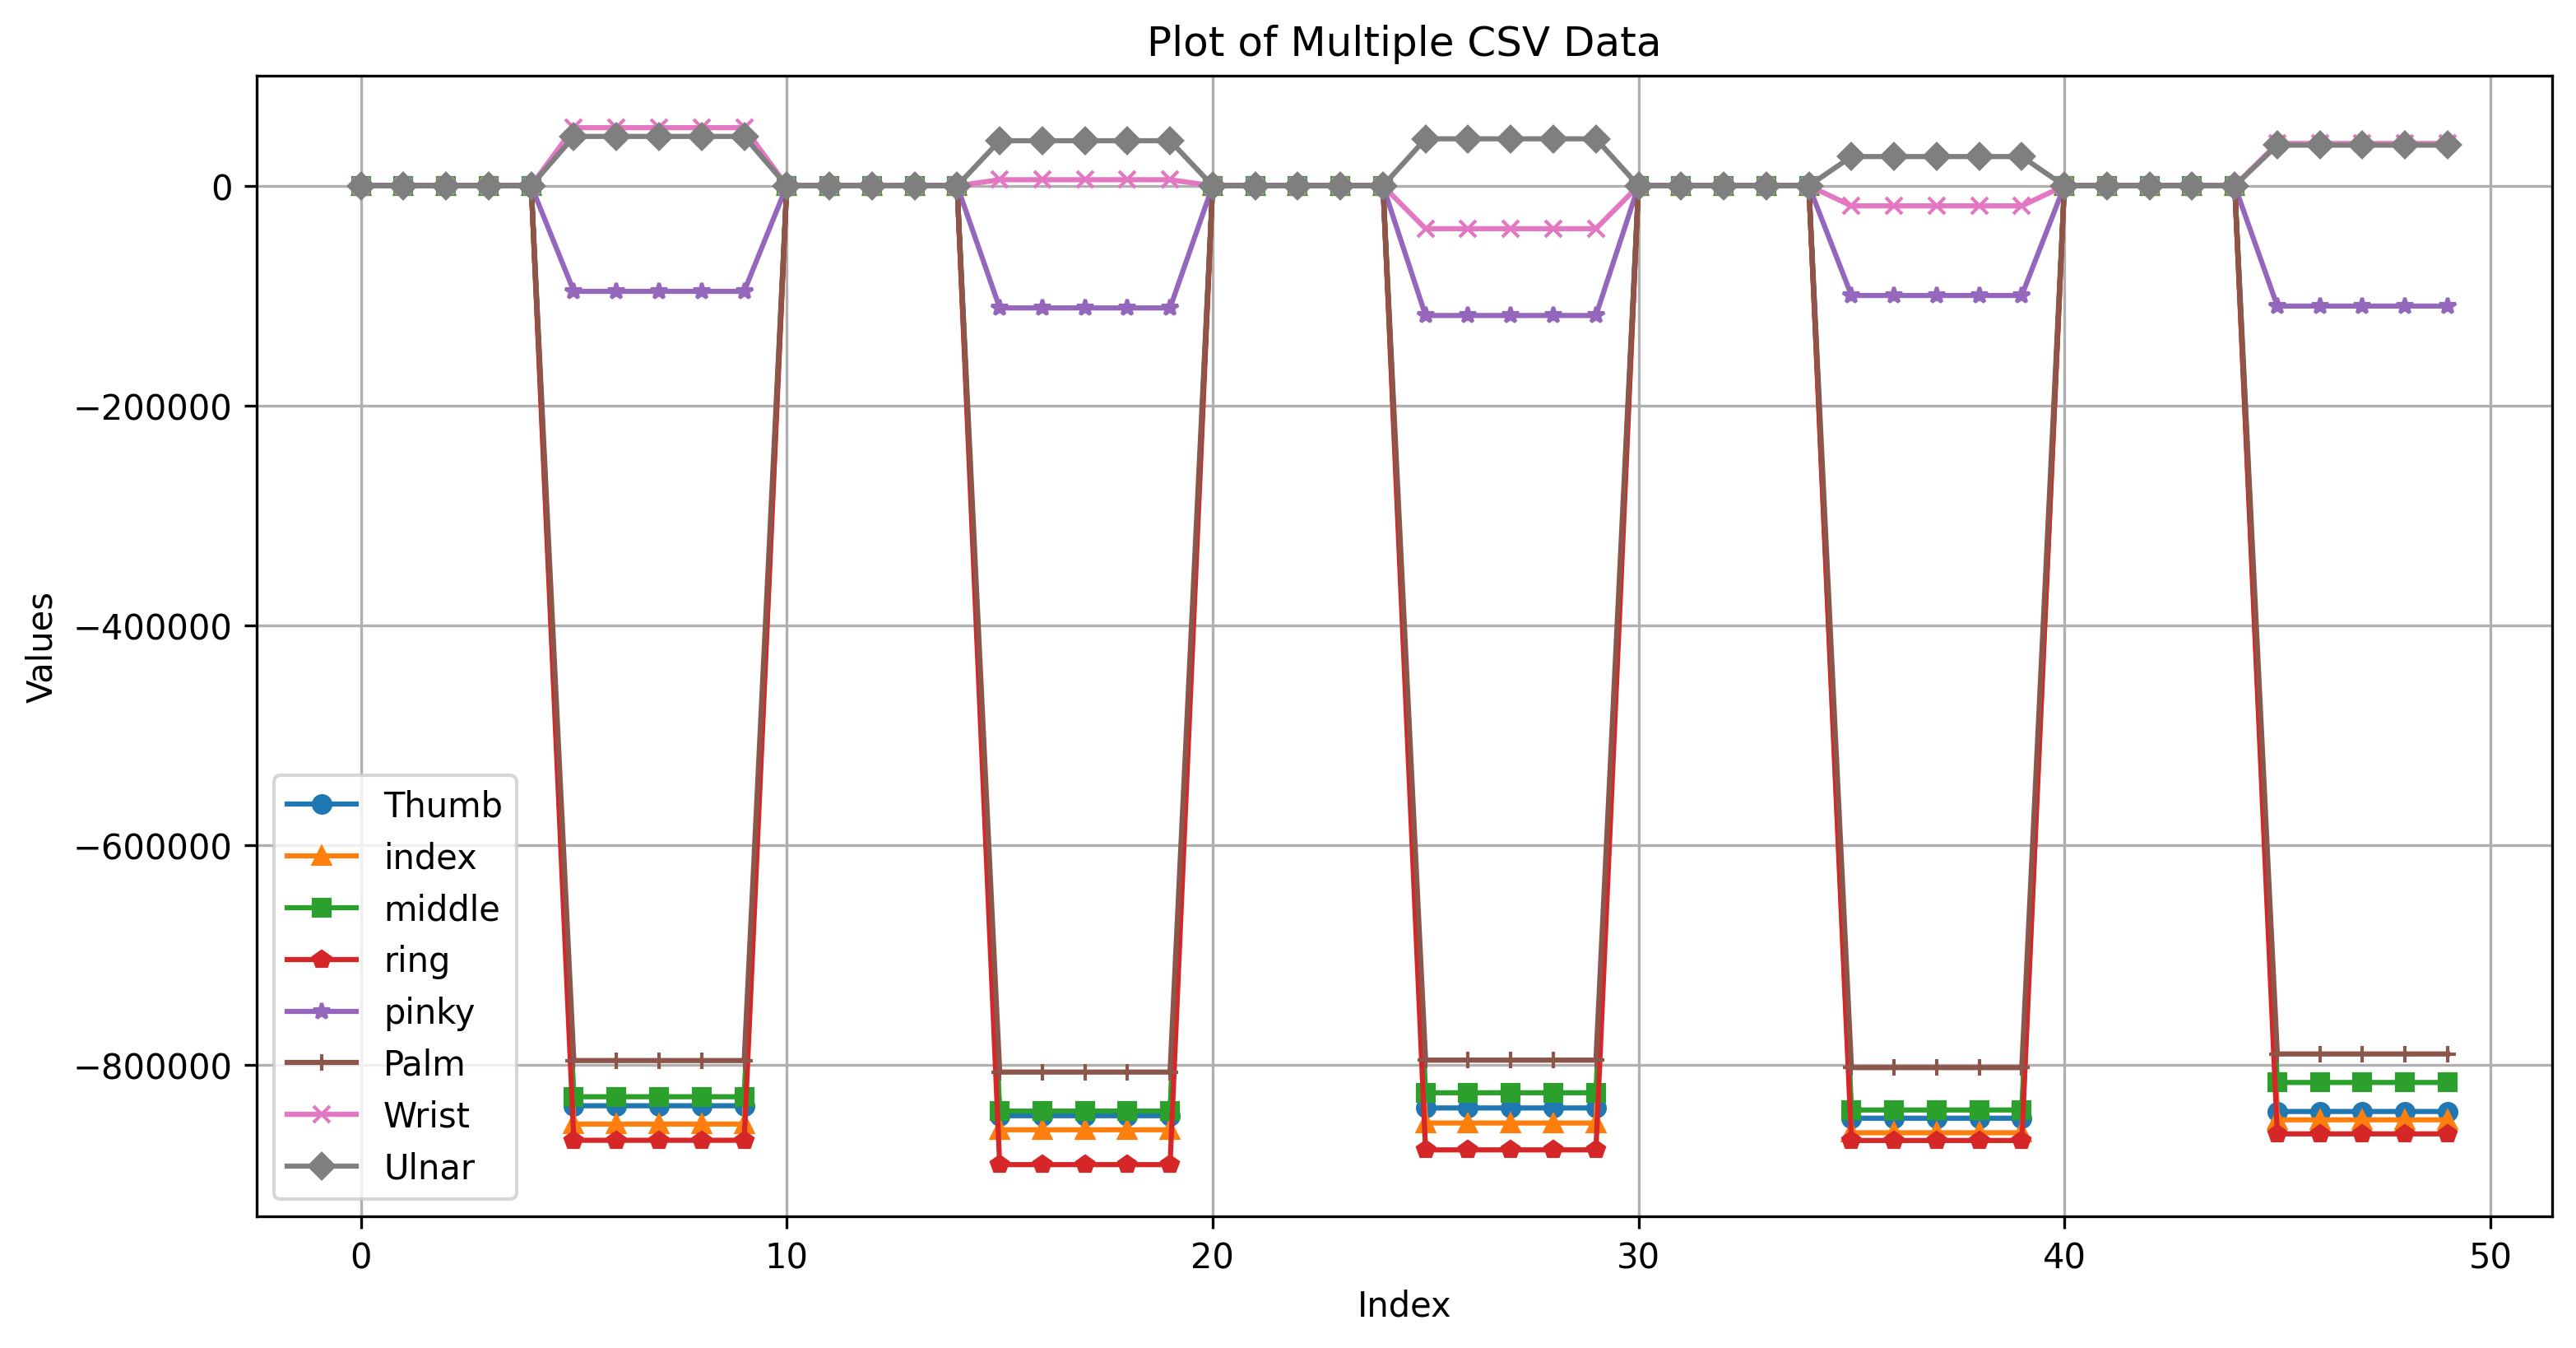 Plot of Multiple CSV Data
0
−200000
−400000
−600000
−800000
Values
Thumb
index
middle
ring
pinky
Palm
Wrist
Ulnar
0 10 20 30 40 50
Index